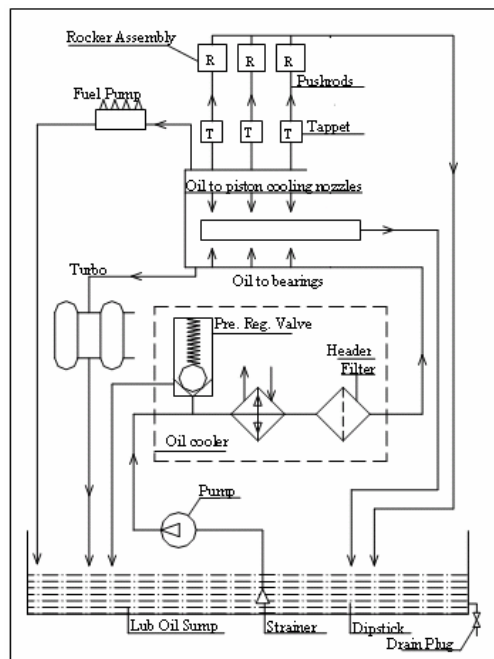 Rocker Assembly
R R R
Pushrods
Fuel Pump
T T T
Tappet
Oil to piston cooling nozzles
Turbo
Oil to bearings
Pre. Reg. Valve
Header
Filter
Oil cooler
Pump
Lub Oil Sump
Strainer
Dipstick
Drain Plug